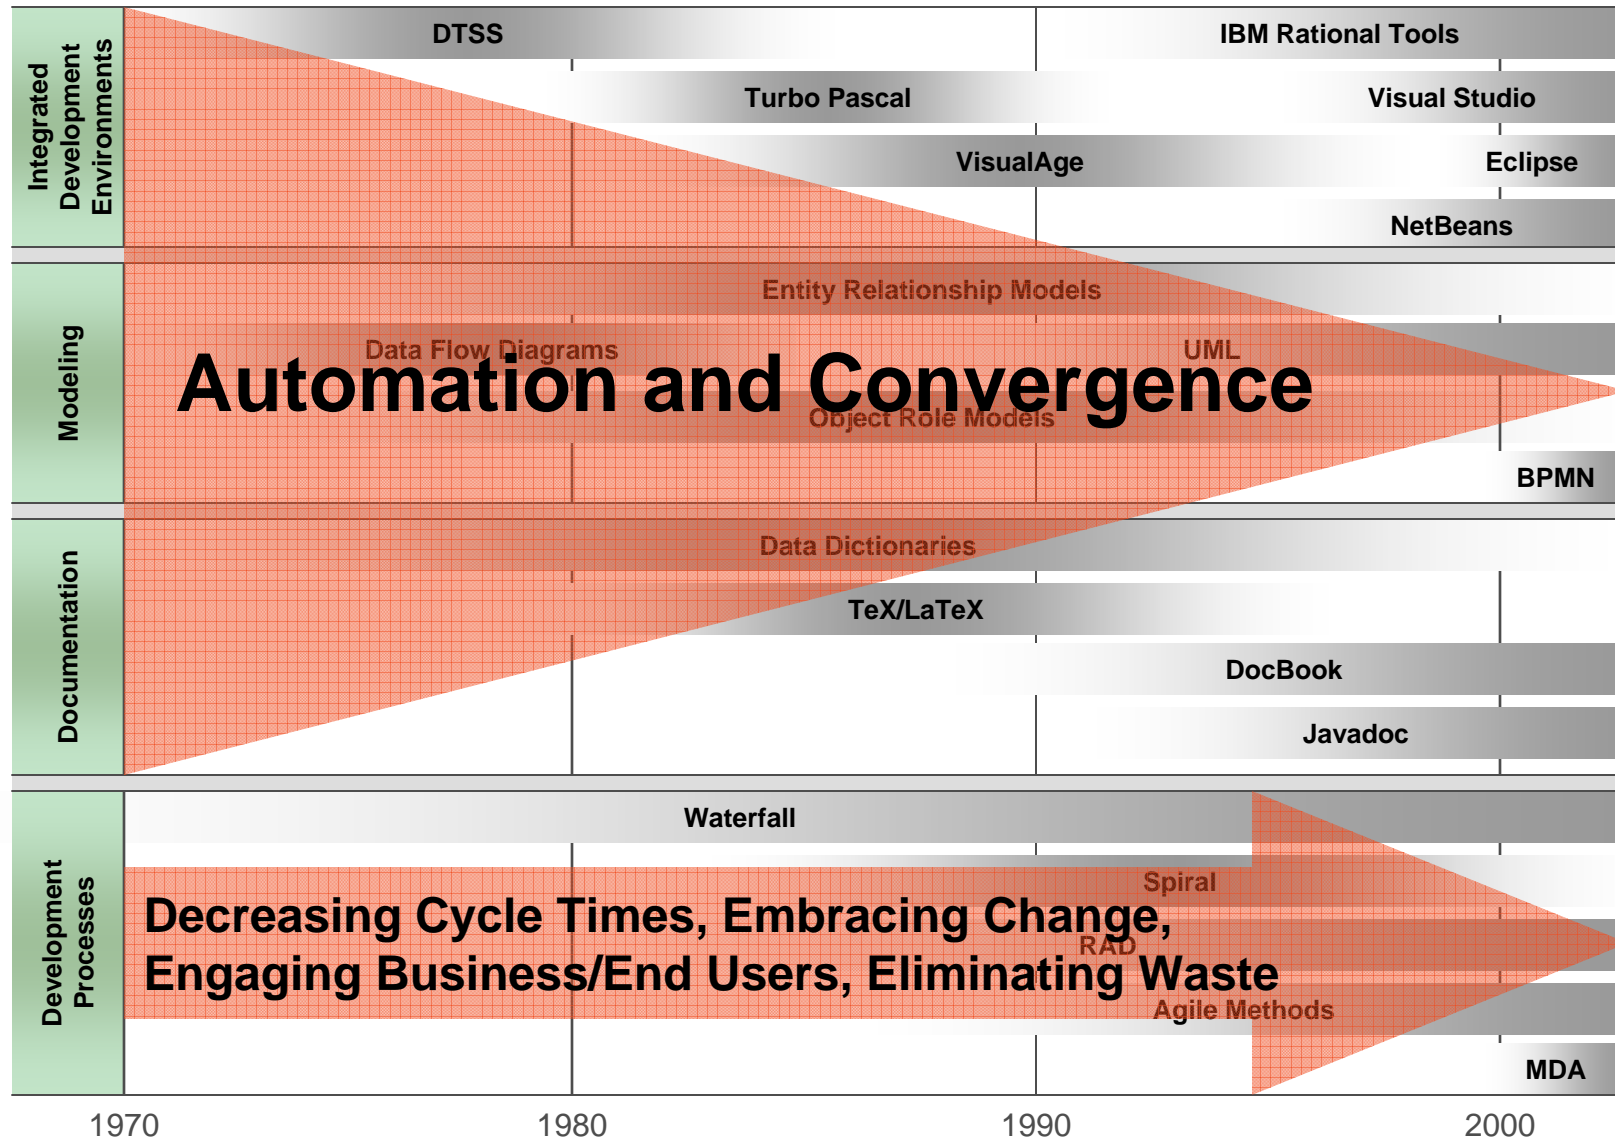 Integrated
Development
Environments
DTSS
IBM Rational Tools
Turbo Pascal
Visual Studio
VisualAge
Eclipse
NetBeans
Modeling
Entity Relationship Models
Data Flow Diagrams
UML
Automation and Convergence
Object Role Models
BPMN
Documentation
Data Dictionaries
TeX/LaTeX
DocBook
Javadoc
Development
Processes
Waterfall
Spiral
Decreasing Cycle Times, Embracing Change,
RAD
Engaging Business/End Users, Eliminating Waste
Agile Methods
MDA
1970
1980
1990
2000